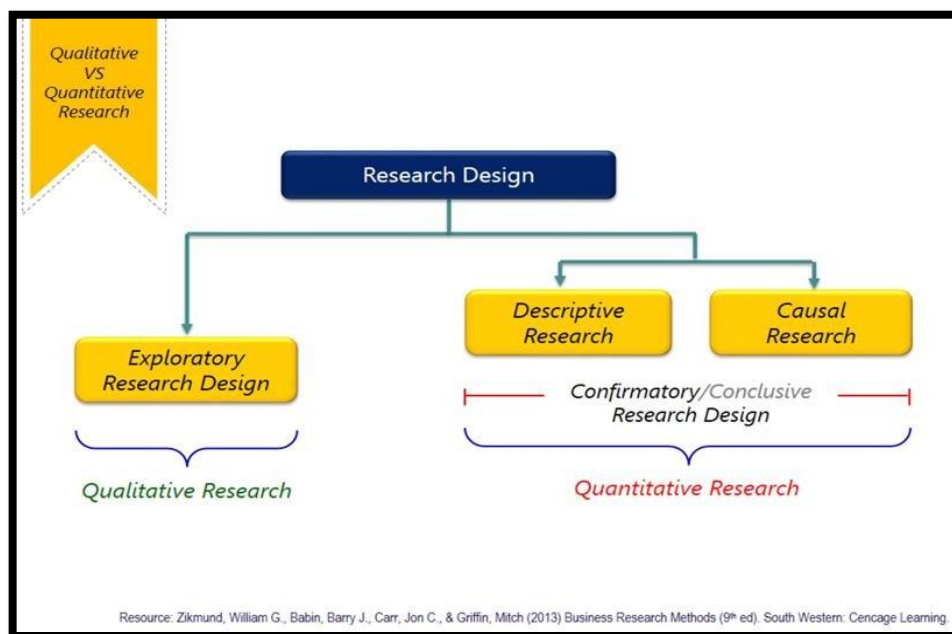 Qualitative
VS
Quantitative
Research
Research Design
Exploratory
Research Design
Descriptive
Research
Causal
Research
Confirmatory/Conclusive
Research Design
Qualitative Research
Quantitative Research
Resource: Zikmund, William G., Babin, Barry J., Carr, Jon C., & Griffin, Mitch (2013) Business Research Methods (9th ed). South Western: Cencage Learning